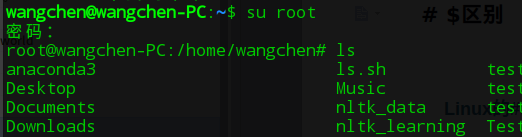 wangchen@wangchen-PC:~$ su root
# $区别
密码：
root@wangchen-PC:/home/wangchen# ls
anaconda3 ls.sh test
Desktop Music test
Documents nltk_data test
Downloads nltk_learning Test